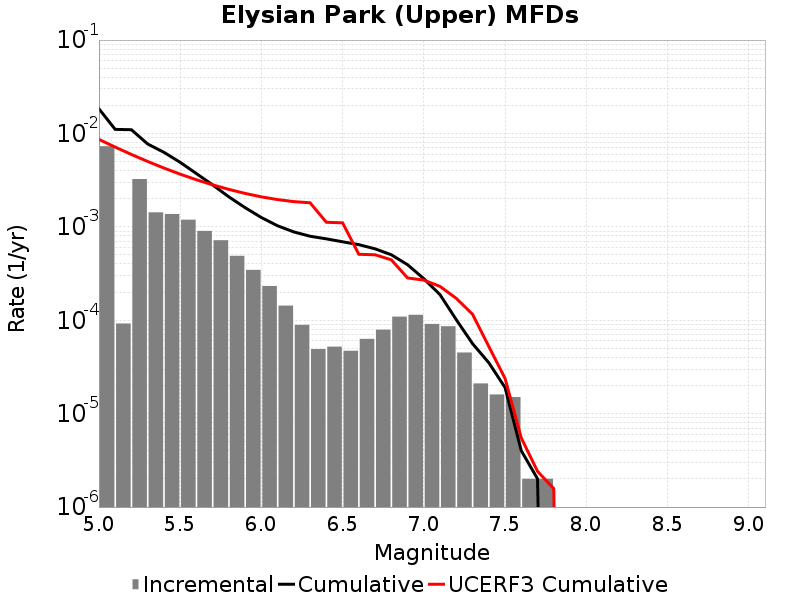 Elysian Park (Upper) MFDs
10-1
10-2
10-3
10-4
10-5
10-6
Rate (1/yr)
5.0 5.5 6.0 6.5 7.0 7.5 8.0 8.5 9.0
Magnitude
Incremental Cumulative UCERF3 Cumulative